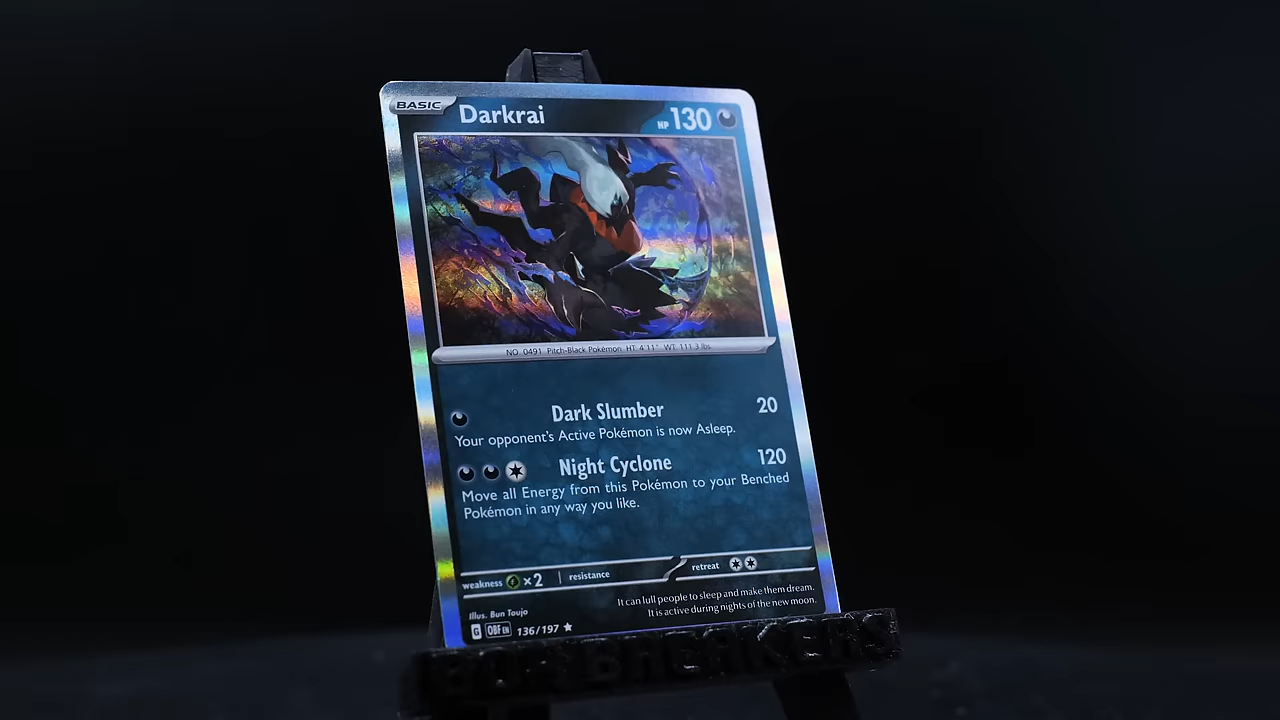 BASIC Darkrai HP 130
NO. 0491 Pitch-Black Pokémon HT: 4'11" WT: 111.3 lbs.
Dark Slumber 20
Your opponent's Active Pokémon is now Asleep.
Night Cyclone 120
Move all Energy from this Pokémon to your Benched
Pokémon in any way you like.
weakness ×2 resistance retreat
It can lull people to sleep and make them dream.
It is active during nights of the new moon.
Illus. Bun Toujo
G OBF EN 136/197
BREAKERS